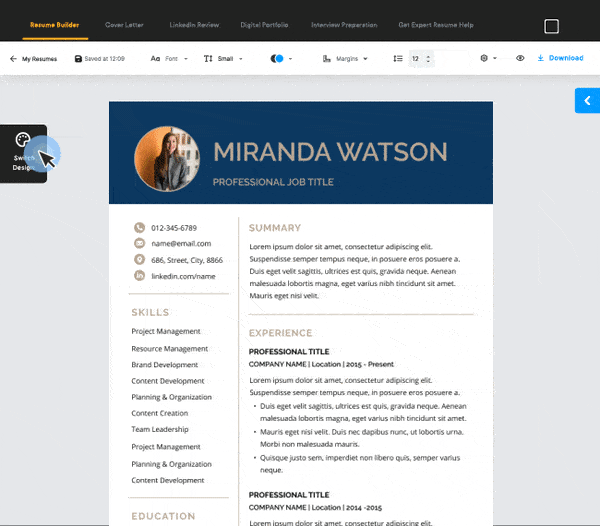 Resume Builder
Cover Letter
LinkedIn Review
Digital Portfolio
Interview Preparation
Get Expert Resume Help
My Resumes
Saved at 12:09
Aa Font
TI Small
Margins
12
Download
Switch
Design
MIRANDA WATSON
PROFESSIONAL JOB TITLE
012-345-6789
name@email.com
686, Street, City, 8866
in linkedin.com/name
SKILLS
Project Management
Resource Management
Brand Development
Content Development
Planning & Organization
Content Creation
Team Leadership
Project Management
Planning & Organization
Content Development
EDUCATION
SUMMARY
Lorem ipsum dolor sit amet, consectetur adipiscing elit.
Suspendisse semper tempus neque, in posuere eros posuere a.
Duis eget velit sagittis, ultrices est quis, gravida neque. Aenean
malesuada lobortis magna, eget varius nibh tincidunt sit amet.
Mauris eget nisi velit.
EXPERIENCE
PROFESSIONAL TITLE
COMPANY NAME | Location | 2015 - Present
Lorem ipsum dolor sit amet, consectetur adipiscing elit.
Suspendisse semper tempus neque, in posuere eros posuere a.
• Duis eget velit sagittis, ultrices est quis, gravida neque. Aenean
malesuada lobortis magna, eget varius nibh tincidunt sit amet.
• Mauris eget nisi velit. Duis nec dapibus nunc, ut lobortis urna.
Morbi non malesuada mauris.
• Quisque justo sem, imperdiet non libero quis, semper varius
neque.
PROFESSIONAL TITLE
COMPANY NAME | Location | 2014 -2015
Lorem ipsum dolor sit amet, consectetur adipiscing elit.